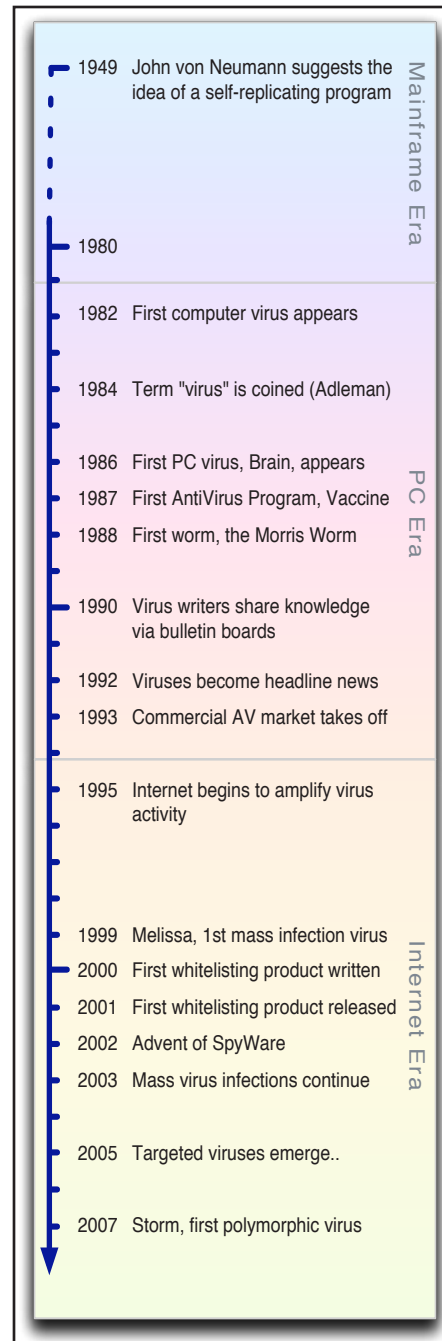 1949 John von Neumann suggests the
idea of a self-replicating program
Mainframe Era
1980
1982 First computer virus appears
1984 Term "virus" is coined (Adleman)
1986 First PC virus, Brain, appears
1987 First AntiVirus Program, Vaccine
1988 First worm, the Morris Worm
PC Era
1990 Virus writers share knowledge
via bulletin boards
1992 Viruses become headline news
1993 Commercial AV market takes off
1995 Internet begins to amplify virus
activity
1999 Melissa, 1st mass infection virus
2000 First whitelisting product written
2001 First whitelisting product released
2002 Advent of SpyWare
2003 Mass virus infections continue
Internet Era
2005 Targeted viruses emerge..
2007 Storm, first polymorphic virus